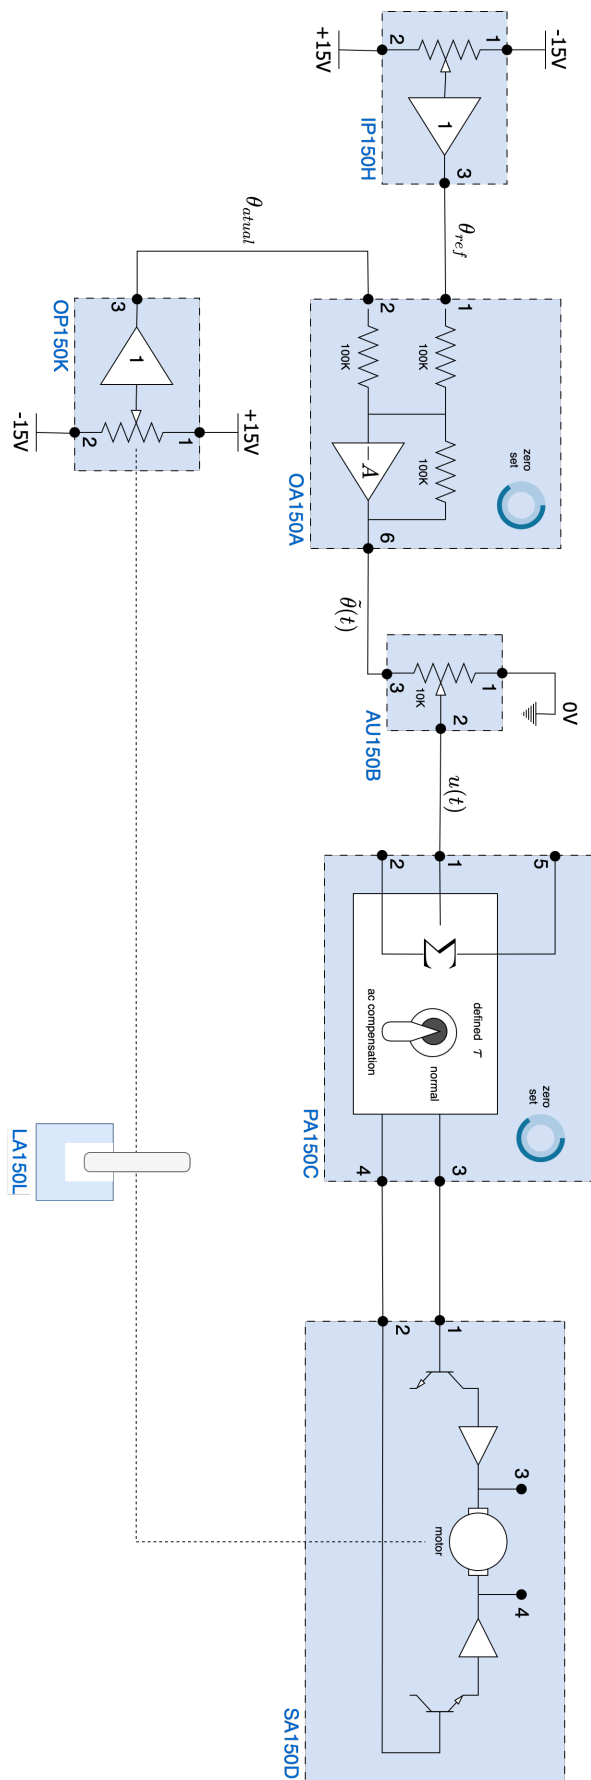 -15V
1
2
+15V
1
3
IP150H
θ_ref
θ_atual
1
2
100K
100K
100K
-A
zero
set
6
OA150A
3
1
OP150K
1
2
+15V
-15V
θ̃(t)
0V
1
10K
3
2
AU150B
u(t)
5
1
2
Σ
defined τ
normal
ac compensation
zero
set
3
4
PA150C
LA150L
1
2
3
motor
4
SA150D